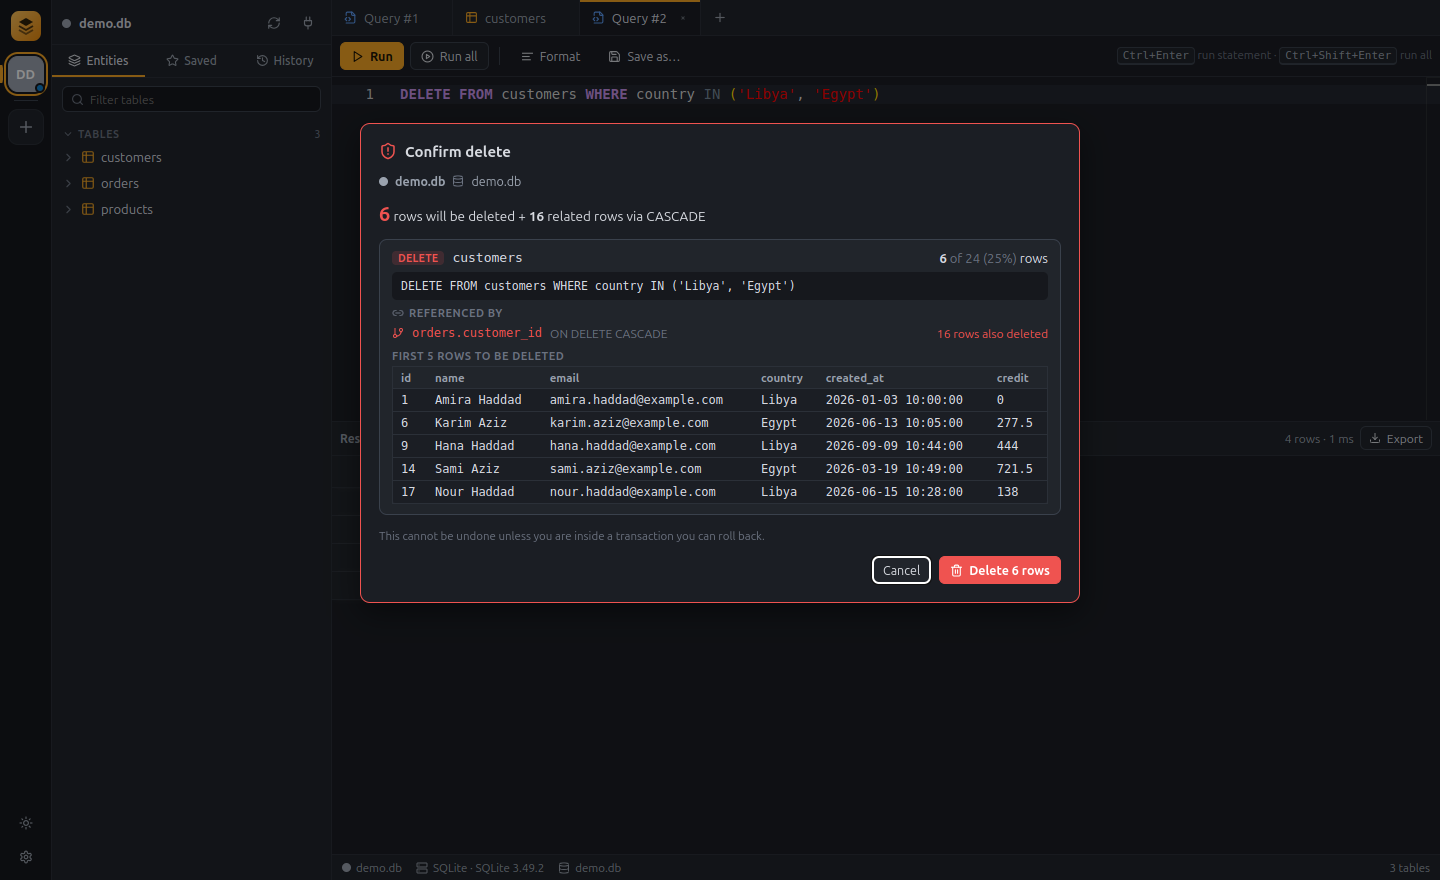 demo.db
Query #1
customers
Query #2
DD
Entities
Saved
History
Run
Run all
Format
Save as…
Ctrl+Enter run statement · Ctrl+Shift+Enter run all
Filter tables
1 DELETE FROM customers WHERE country IN ('Libya', 'Egypt')
TABLES 3
customers
orders
products
Confirm delete
demo.db demo.db
6 rows will be deleted + 16 related rows via CASCADE
DELETE customers 6 of 24 (25%) rows
DELETE FROM customers WHERE country IN ('Libya', 'Egypt')
REFERENCED BY
orders.customer_id ON DELETE CASCADE 16 rows also deleted
FIRST 5 ROWS TO BE DELETED
id name email country created_at credit
1 Amira Haddad amira.haddad@example.com Libya 2026-01-03 10:00:00 0
6 Karim Aziz karim.aziz@example.com Egypt 2026-06-13 10:05:00 277.5
9 Hana Haddad hana.haddad@example.com Libya 2026-09-09 10:44:00 444
14 Sami Aziz sami.aziz@example.com Egypt 2026-03-19 10:49:00 721.5
17 Nour Haddad nour.haddad@example.com Libya 2026-06-15 10:28:00 138
Res
4 rows · 1 ms
Export
This cannot be undone unless you are inside a transaction you can roll back.
Cancel
Delete 6 rows
demo.db SQLite · SQLite 3.49.2 demo.db 3 tables